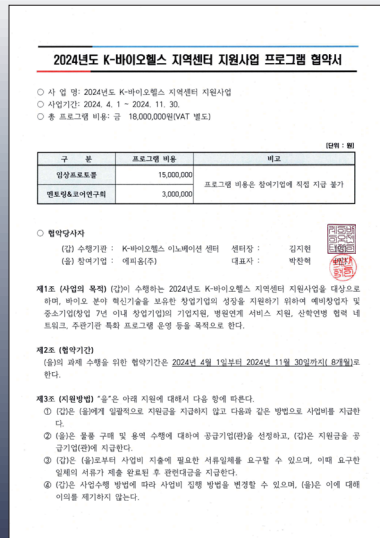 2024년도 K-바이오헬스 지역센터 지원사업 프로그램 협약서
○ 사 업 명: 2024년도 K-바이오헬스 지역센터 지원사업
○ 사업기간: 2024. 4. 1 ~ 2024. 11. 30.
○ 총 프로그램 비용: 금 18,000,000원(VAT 별도)
(단위 : 원)
구 분 프로그램 비용 비고
임상프로토콜 15,000,000 프로그램 비용은 참여기업에 직접 지급 불가
멘토링&코어연구회 3,000,000
○ 협약당사자
(갑) 수행기관 : K-바이오헬스 이노베이션 센터 센터장 : 김지현
(을) 참여기업 : 에피움(주) 대표자 : 박찬혁
제1조 (사업의 목적) (갑)이 수행하는 2024년도 K-바이오헬스 지역센터 지원사업을 대상으로
하며, 바이오 분야 혁신기술을 보유한 창업기업의 성장을 지원하기 위하여 예비창업자 및
중소기업(창업 7년 이내 창업기업)의 기업지원, 병원연계 서비스 지원, 산학연병 협력 네
트워크, 주관기관 특화 프로그램 운영 등을 목적으로 한다.
제2조 (협약기간)
(을)의 과제 수행을 위한 협약기간은 2024년 4월 1일부터 2024년 11월 30일까지( 8개월)로
한다.
제3조 (지원방법) "을"은 아래 지원에 대해서 다음 항에 따른다.
① (갑)은 (을)에게 일괄적으로 지원금을 지급하지 않고 다음과 같은 방법으로 사업비를 지급한
다.
② (을)은 물품 구매 및 용역 수행에 대하여 공급기업(관)을 선정하고, (갑)은 지원금을 공
급기업(관)에 지급한다.
③ (갑)은 (을)로부터 사업비 지출에 필요한 서류일체를 요구할 수 있으며, 이때 요구한
일체의 서류가 제출 완료된 후 관련대금을 지급한다.
④ (갑)은 사업수행 방법에 따라 사업비 집행 방법을 변경할 수 있으며, (을)은 이에 대해
이의를 제기하지 않는다.